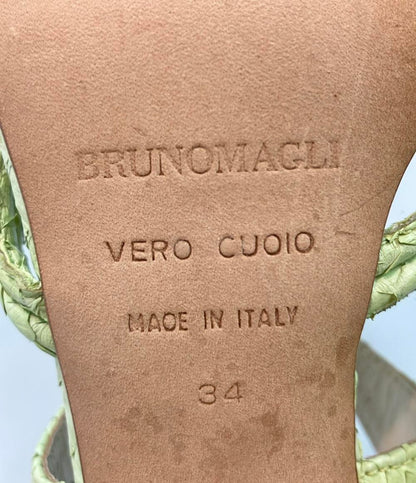 BRUNOMAGLI
VERO CUOIO
MADE IN ITALY
34